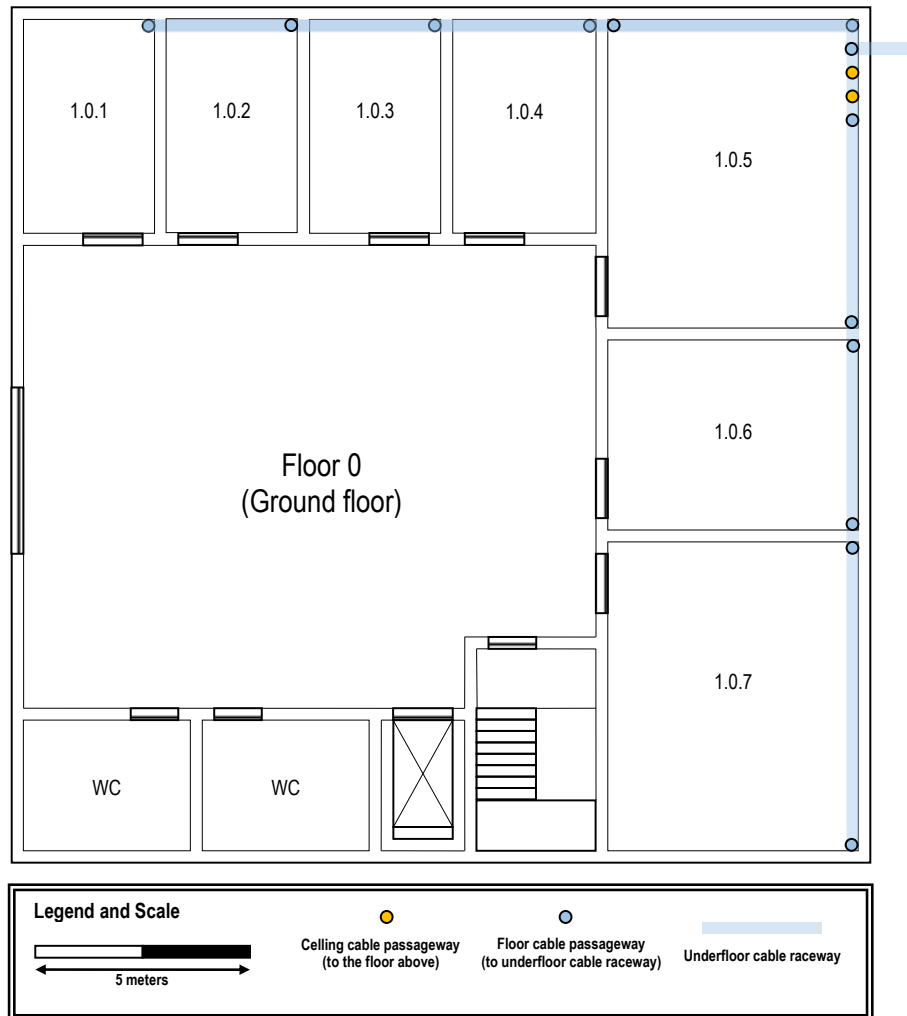 1.0.1
1.0.2
1.0.3
1.0.4
1.0.5
1.0.6
Floor 0
(Ground floor)
1.0.7
WC
WC
Legend and Scale
5 meters
Celling cable passageway
(to the floor above)
Floor cable passageway
(to underfloor cable raceway)
Underfloor cable raceway